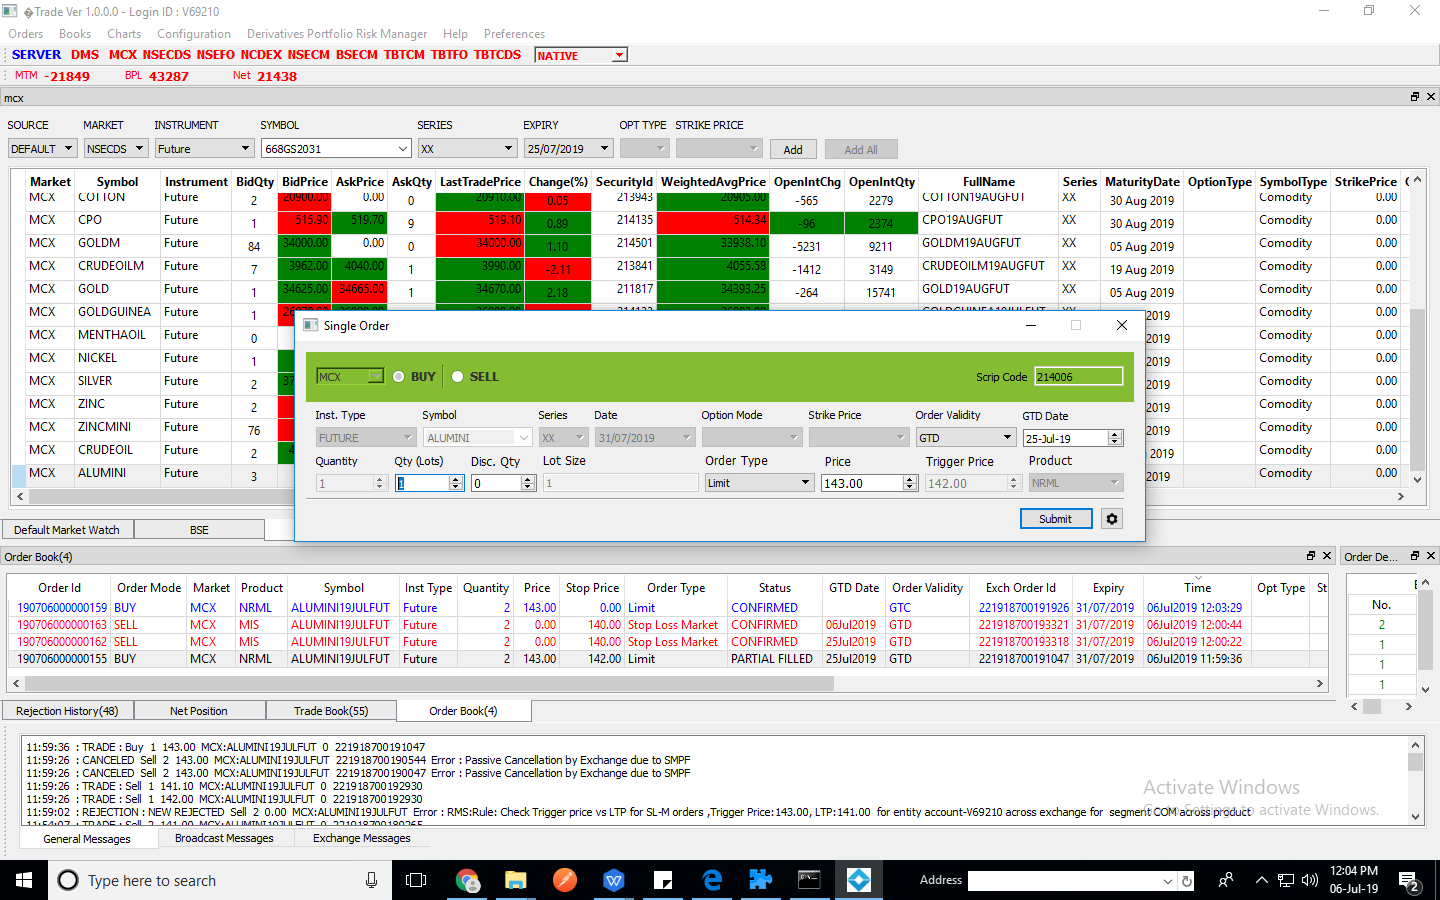 �Trade Ver 1.0.0.0 - Login ID : V69210
Orders Books Charts Configuration Derivatives Portfolio Risk Manager Help Preferences
SERVER DMS MCX NSECDS NSEFO NCDEX NSECM BSECM TBTCM TBTFO TBTCDS NATIVE
MTM -21849 BPL 43287 Net 21438
mcx
SOURCE MARKET INSTRUMENT SYMBOL SERIES EXPIRY OPT TYPE STRIKE PRICE
DEFAULT NSECDS Future 668GS2031 XX 25/07/2019 Add Add All
Market Symbol Instrument BidQty BidPrice AskPrice AskQty LastTradePrice Change(%) SecurityId WeightedAvgPrice OpenIntChg OpenIntQty FullName Series MaturityDate OptionType SymbolType StrikePrice
MCX COTTON Future 2 20900.00 0.00 0 20910.00 0.05 213943 20905.00 -565 2279 COTTON19AUGFUT XX 30 Aug 2019 Comodity 0.00
MCX CPO Future 1 515.90 519.70 9 519.10 0.89 214135 514.34 -96 2374 CPO19AUGFUT XX 30 Aug 2019 Comodity 0.00
MCX GOLDM Future 84 34000.00 0.00 0 34000.00 1.10 214501 33938.10 -5231 9211 GOLDM19AUGFUT XX 05 Aug 2019 Comodity 0.00
MCX CRUDEOILM Future 7 3962.00 4040.00 1 3990.00 -2.11 213841 4055.58 -1412 3149 CRUDEOILM19AUGFUT XX 19 Aug 2019 Comodity 0.00
MCX GOLD Future 1 34625.00 34665.00 1 34670.00 2.18 211817 34393.25 -264 15741 GOLD19AUGFUT XX 05 Aug 2019 Comodity 0.00
MCX GOLDGUINEA Future 1 2019 Comodity 0.00
MCX MENTHAOIL Future 0 2019 Comodity 0.00
MCX NICKEL Future 1 2019 Comodity 0.00
MCX SILVER Future 2 37 2019 Comodity 0.00
MCX ZINC Future 2 2019 Comodity 0.00
MCX ZINCMINI Future 76 2019 Comodity 0.00
MCX CRUDEOIL Future 2 2019 Comodity 0.00
MCX ALUMINI Future 3 2019 Comodity 0.00
Single Order
MCX BUY SELL Scrip Code 214006
Inst. Type Symbol Series Date Option Mode Strike Price Order Validity GTD Date
FUTURE ALUMINI XX 31/07/2019 GTD 25-Jul-19
Quantity Qty (Lots) Disc. Qty Lot Size Order Type Price Trigger Price Product
1 1 0 1 Limit 143.00 142.00 NRML
Submit
Default Market Watch BSE
Order Book(4) Order De...
Order Id Order Mode Market Product Symbol Inst Type Quantity Price Stop Price Order Type Status GTD Date Order Validity Exch Order Id Expiry Time Opt Type St
190706000000159 BUY MCX NRML ALUMINI19JULFUT Future 2 143.00 0.00 Limit CONFIRMED GTC 221918700191926 31/07/2019 06Jul2019 12:03:29
190706000000163 SELL MCX MIS ALUMINI19JULFUT Future 2 0.00 140.00 Stop Loss Market CONFIRMED 06Jul2019 GTD 221918700193321 31/07/2019 06Jul2019 12:00:44
190706000000162 SELL MCX MIS ALUMINI19JULFUT Future 2 0.00 140.00 Stop Loss Market CONFIRMED 25Jul2019 GTD 221918700193318 31/07/2019 06Jul2019 12:00:22
190706000000155 BUY MCX NRML ALUMINI19JULFUT Future 2 143.00 142.00 Limit PARTIAL FILLED 25Jul2019 GTD 221918700191047 31/07/2019 06Jul2019 11:59:36
No.
2
1
1
1
Rejection History(48) Net Position Trade Book(55) Order Book(4)
11:59:36 : TRADE : Buy 1 143.00 MCX:ALUMINI19JULFUT 0 221918700191047
11:59:26 : CANCELED Sell 2 143.00 MCX:ALUMINI19JULFUT 221918700190544 Error : Passive Cancellation by Exchange due to SMPF
11:59:26 : CANCELED Sell 2 143.00 MCX:ALUMINI19JULFUT 221918700190047 Error : Passive Cancellation by Exchange due to SMPF
11:59:26 : TRADE : Sell 1 141.10 MCX:ALUMINI19JULFUT 0 221918700192930
11:59:26 : TRADE : Sell 1 142.00 MCX:ALUMINI19JULFUT 0 221918700192930
11:59:02 : REJECTION : NEW REJECTED Sell 2 0.00 MCX:ALUMINI19JULFUT Error : RMS:Rule: Check Trigger price vs LTP for SL-M orders ,Trigger Price:143.00, LTP:141.00 for entity account-V69210 across exchange for segment COM across product
11:54:07 : TRADE : Sell 2 141.00 MCX:ALUMINI19JULFUT 0 221918700189265
Activate Windows
Go to Settings to activate Windows.
General Messages Broadcast Messages Exchange Messages
Type here to search Address 12:04 PM
06-Jul-19 2